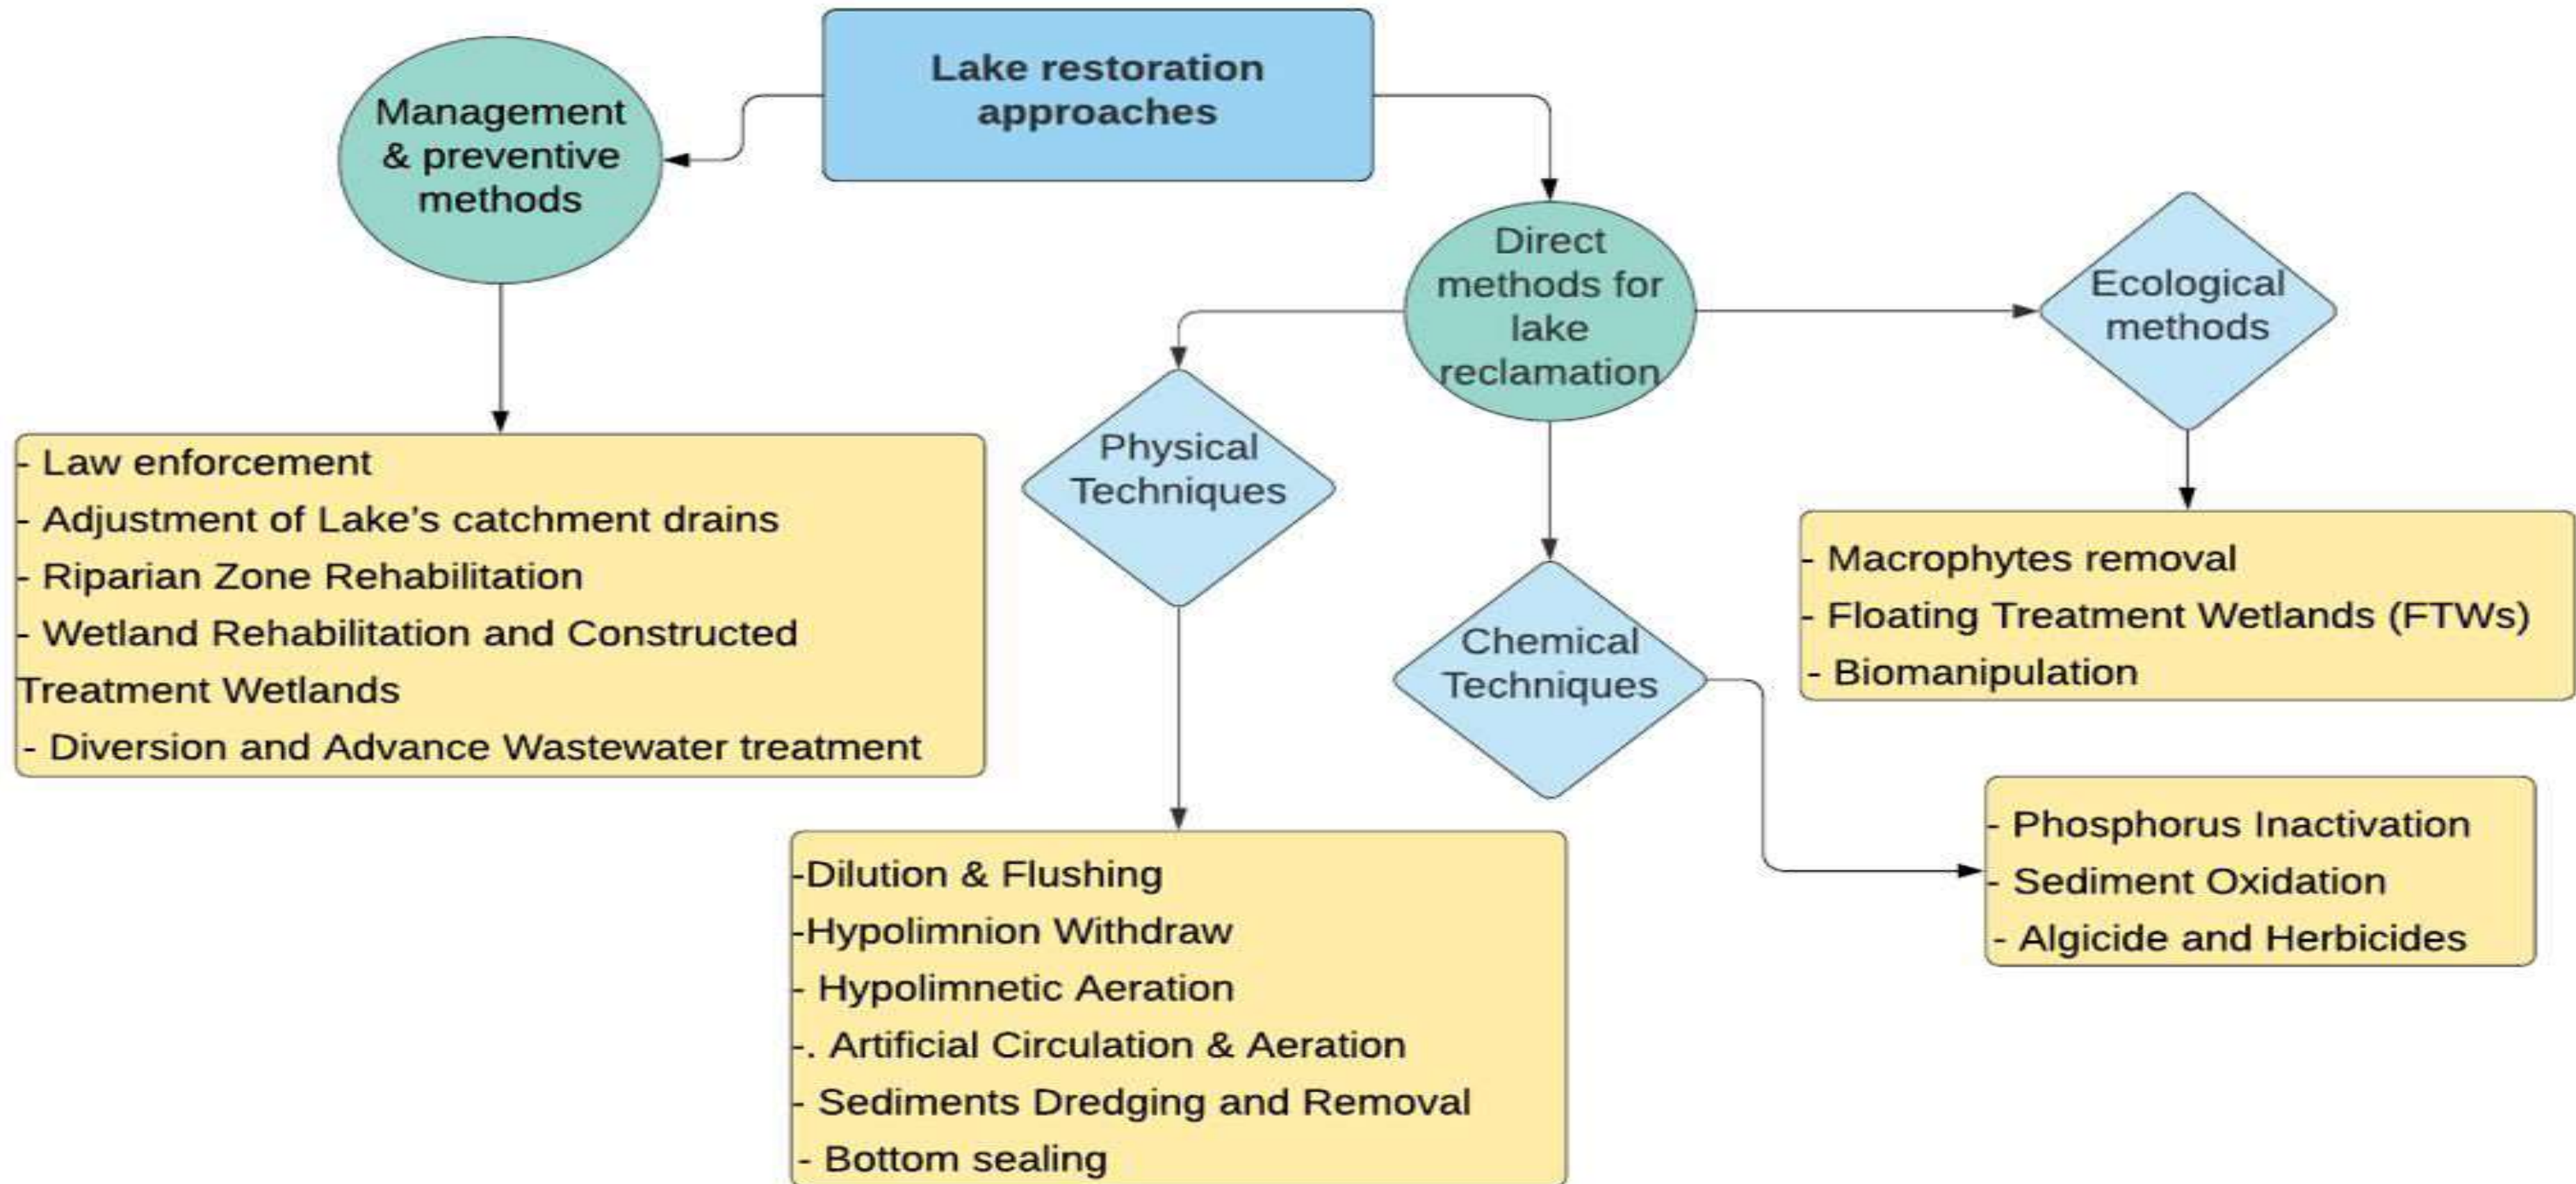 Lake restoration
approaches
Management
& preventive
methods
- Law enforcement
- Adjustment of Lake's catchment drains
- Riparian Zone Rehabilitation
- Wetland Rehabilitation and Constructed
Treatment Wetlands
- Diversion and Advance Wastewater treatment
Direct
methods for
lake
reclamation
Physical
Techniques
-Dilution & Flushing
-Hypolimnion Withdraw
- Hypolimnetic Aeration
-. Artificial Circulation & Aeration
- Sediments Dredging and Removal
- Bottom sealing
Chemical
Techniques
- Phosphorus Inactivation
- Sediment Oxidation
- Algicide and Herbicides
Ecological
methods
- Macrophytes removal
- Floating Treatment Wetlands (FTWs)
- Biomanipulation